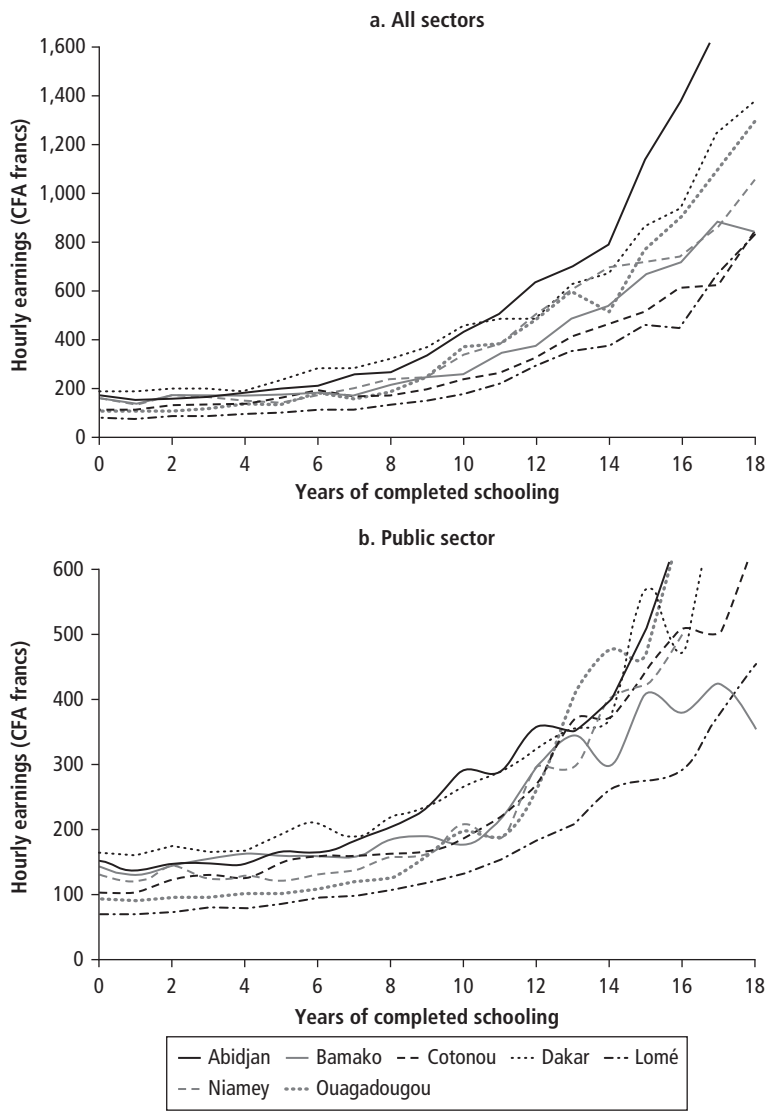 a. All sectors
1,600
1,400
1,200
1,000
800
600
400
200
0
Hourly earnings (CFA francs)
0 2 4 6 8 10 12 14 16 18
Years of completed schooling
b. Public sector
600
500
400
300
200
100
0
Hourly earnings (CFA francs)
0 2 4 6 8 10 12 14 16 18
Years of completed schooling
Abidjan Bamako Cotonou Dakar Lomé
Niamey Ouagadougou